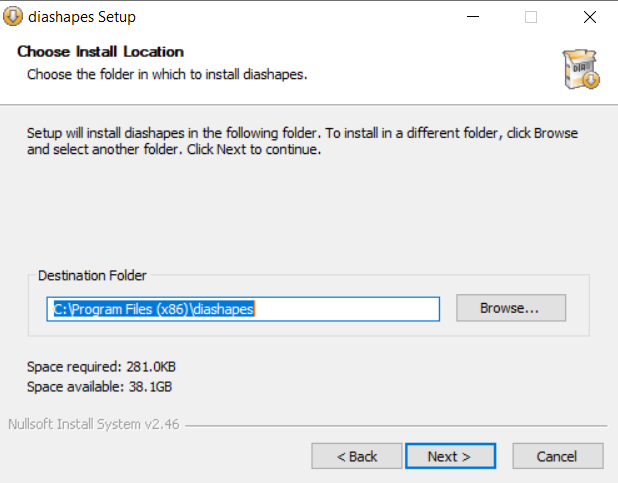 diashapes Setup
Choose Install Location
Choose the folder in which to install diashapes.
Setup will install diashapes in the following folder. To install in a different folder, click Browse
and select another folder. Click Next to continue.
Destination Folder
C:\Program Files (x86)\diashapes
Browse...
Space required: 281.0KB
Space available: 38.1GB
Nullsoft Install System v2.46
< Back
Next >
Cancel